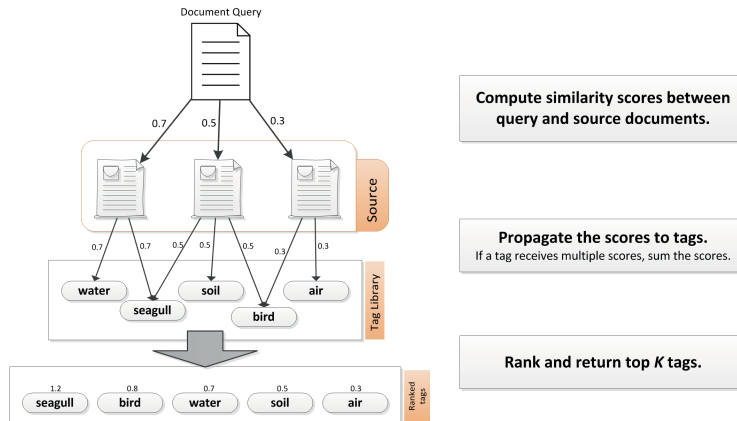 Document Query
0.7
0.5
0.3
Source
0.7
0.7
0.5
0.5
0.5
0.3
0.3
water
seagull
soil
bird
air
Tag Library
1.2
0.8
0.7
0.5
0.3
seagull
bird
water
soil
air
Ranked
tags
Compute similarity scores between
query and source documents.
Propagate the scores to tags.
If a tag receives multiple scores, sum the scores.
Rank and return top K tags.